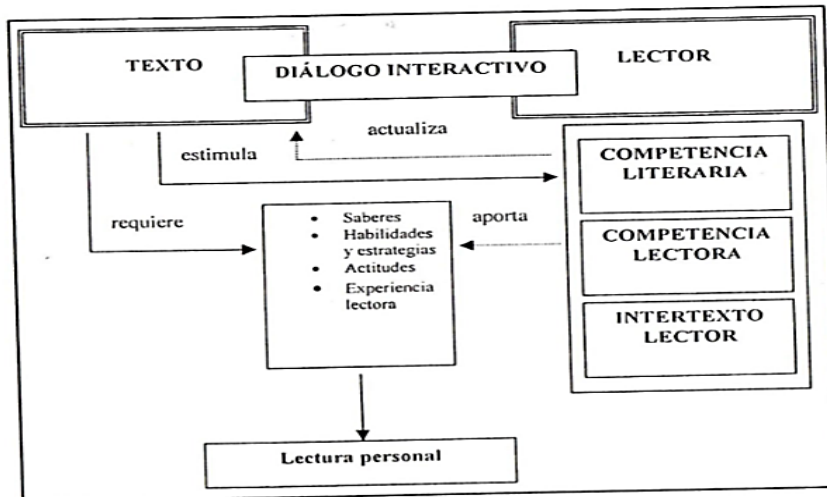 TEXTO
DIÁLOGO INTERACTIVO
LECTOR
actualiza
estimula
COMPETENCIA
LITERARIA
requiere
• Saberes
• Habilidades
y estrategias
• Actitudes
• Experiencia
lectora
aporta
COMPETENCIA
LECTORA
INTERTEXTO
LECTOR
Lectura personal